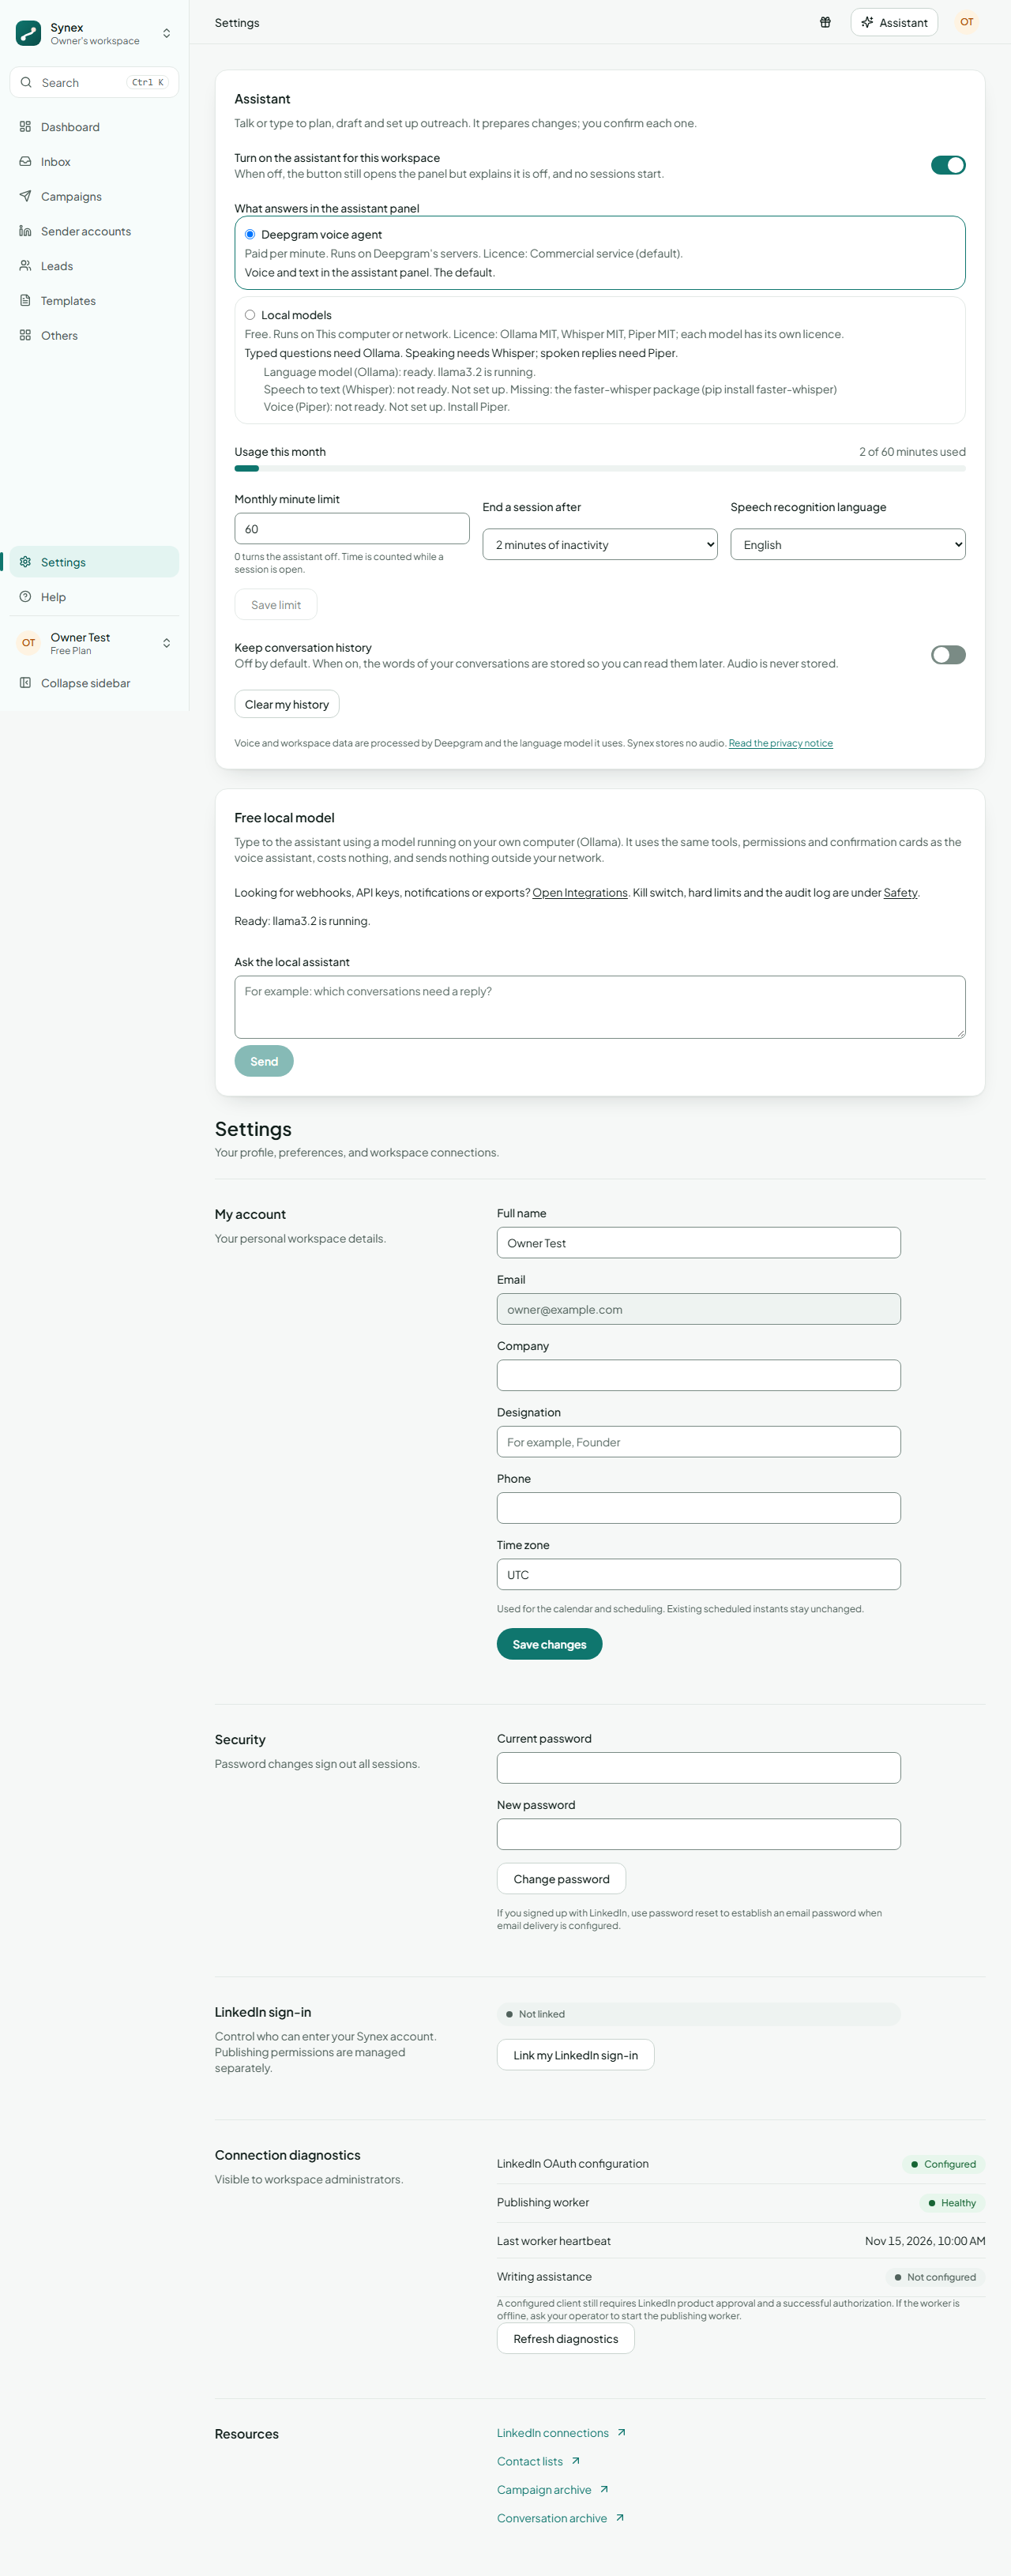 Synex
Owner's workspace
Search
Ctrl K
Dashboard
Inbox
Campaigns
Sender accounts
Leads
Templates
Others
Settings
Help
OT
Owner Test
Free Plan
Collapse sidebar
Settings
Assistant
OT
Assistant
Talk or type to plan, draft and set up outreach. It prepares changes; you confirm each one.
Turn on the assistant for this workspace
When off, the button still opens the panel but explains it is off, and no sessions start.
What answers in the assistant panel
Deepgram voice agent
Paid per minute. Runs on Deepgram's servers. Licence: Commercial service (default).
Voice and text in the assistant panel. The default.
Local models
Free. Runs on This computer or network. Licence: Ollama MIT, Whisper MIT, Piper MIT; each model has its own licence.
Typed questions need Ollama. Speaking needs Whisper; spoken replies need Piper.
Language model (Ollama): ready. llama3.2 is running.
Speech to text (Whisper): not ready. Not set up. Missing: the faster-whisper package (pip install faster-whisper)
Voice (Piper): not ready. Not set up. Install Piper.
Usage this month
2 of 60 minutes used
Monthly minute limit
60
0 turns the assistant off. Time is counted while a
session is open.
End a session after
2 minutes of inactivity
Speech recognition language
English
Save limit
Keep conversation history
Off by default. When on, the words of your conversations are stored so you can read them later. Audio is never stored.
Clear my history
Voice and workspace data are processed by Deepgram and the language model it uses. Synex stores no audio. Read the privacy notice
Free local model
Type to the assistant using a model running on your own computer (Ollama). It uses the same tools, permissions and confirmation cards as the
voice assistant, costs nothing, and sends nothing outside your network.
Looking for webhooks, API keys, notifications or exports? Open Integrations. Kill switch, hard limits and the audit log are under Safety.
Ready: llama3.2 is running.
Ask the local assistant
For example: which conversations need a reply?
Send
Settings
Your profile, preferences, and workspace connections.
My account
Your personal workspace details.
Full name
Owner Test
Email
owner@example.com
Company
Designation
For example, Founder
Phone
Time zone
UTC
Used for the calendar and scheduling. Existing scheduled instants stay unchanged.
Save changes
Security
Password changes sign out all sessions.
Current password
New password
Change password
If you signed up with LinkedIn, use password reset to establish an email password when
email delivery is configured.
LinkedIn sign-in
Control who can enter your Synex account.
Publishing permissions are managed
separately.
Not linked
Link my LinkedIn sign-in
Connection diagnostics
Visible to workspace administrators.
LinkedIn OAuth configuration
Configured
Publishing worker
Healthy
Last worker heartbeat
Nov 15, 2026, 10:00 AM
Writing assistance
Not configured
A configured client still requires LinkedIn product approval and a successful authorization. If the worker is
offline, ask your operator to start the publishing worker.
Refresh diagnostics
Resources
LinkedIn connections
Contact lists
Campaign archive
Conversation archive